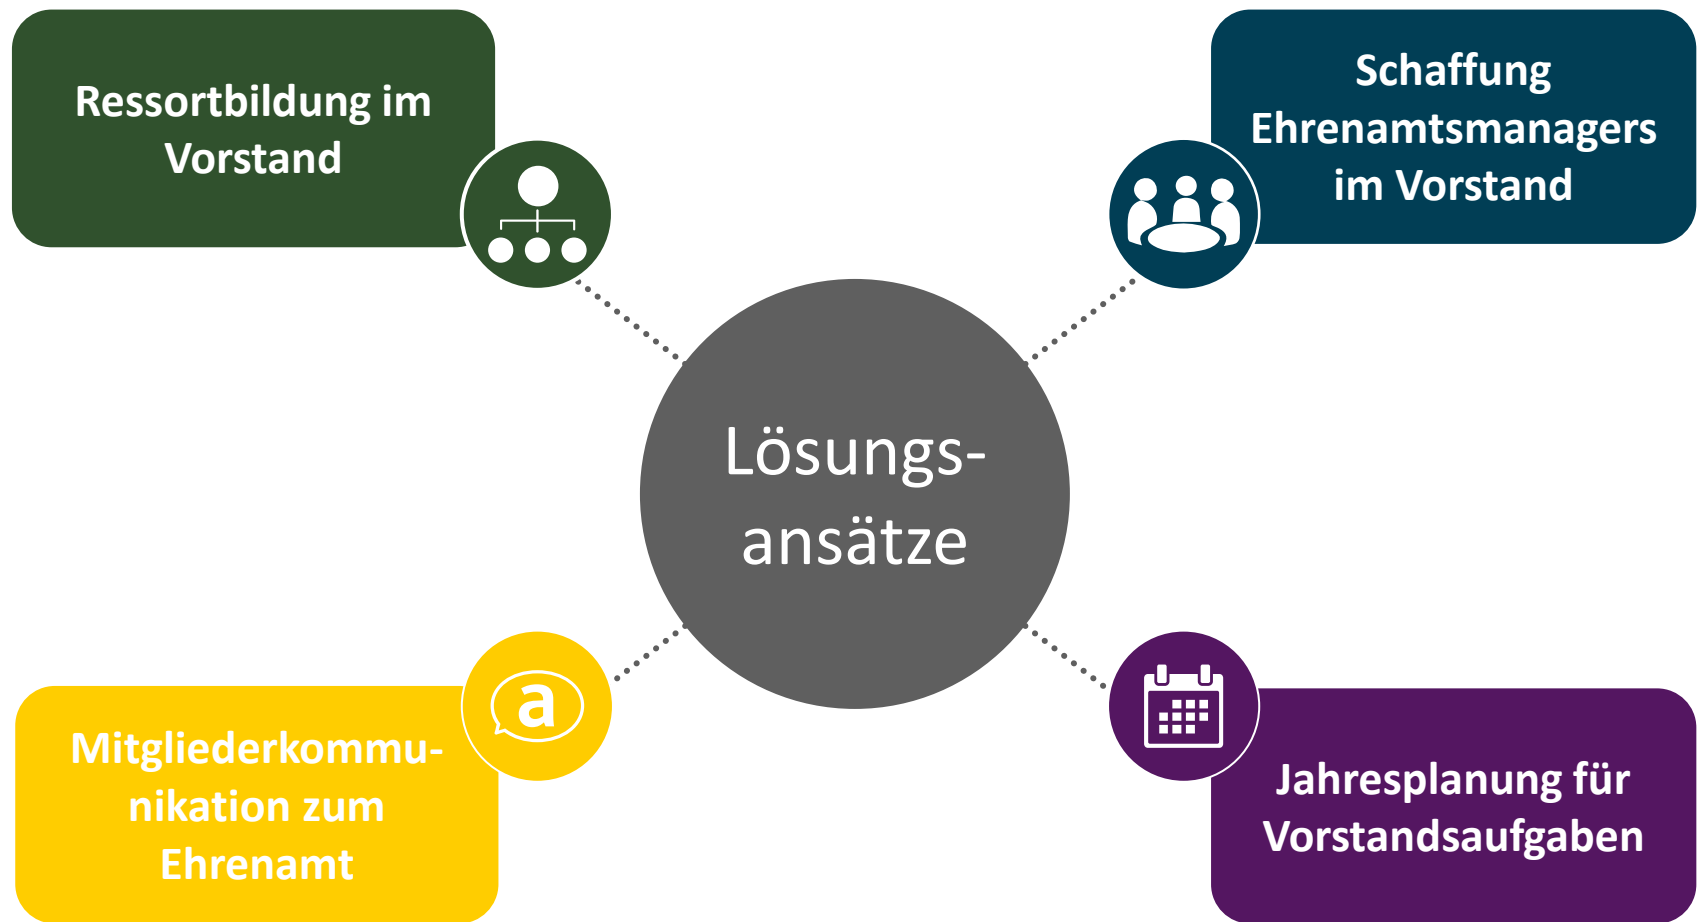 Ressortbildung im
Vorstand
Schaffung
Ehrenamtsmanagers
im Vorstand
Lösungs-
ansätze
a
Mitgliederkommu-
nikation zum
Ehrenamt
Jahresplanung für
Vorstandsaufgaben